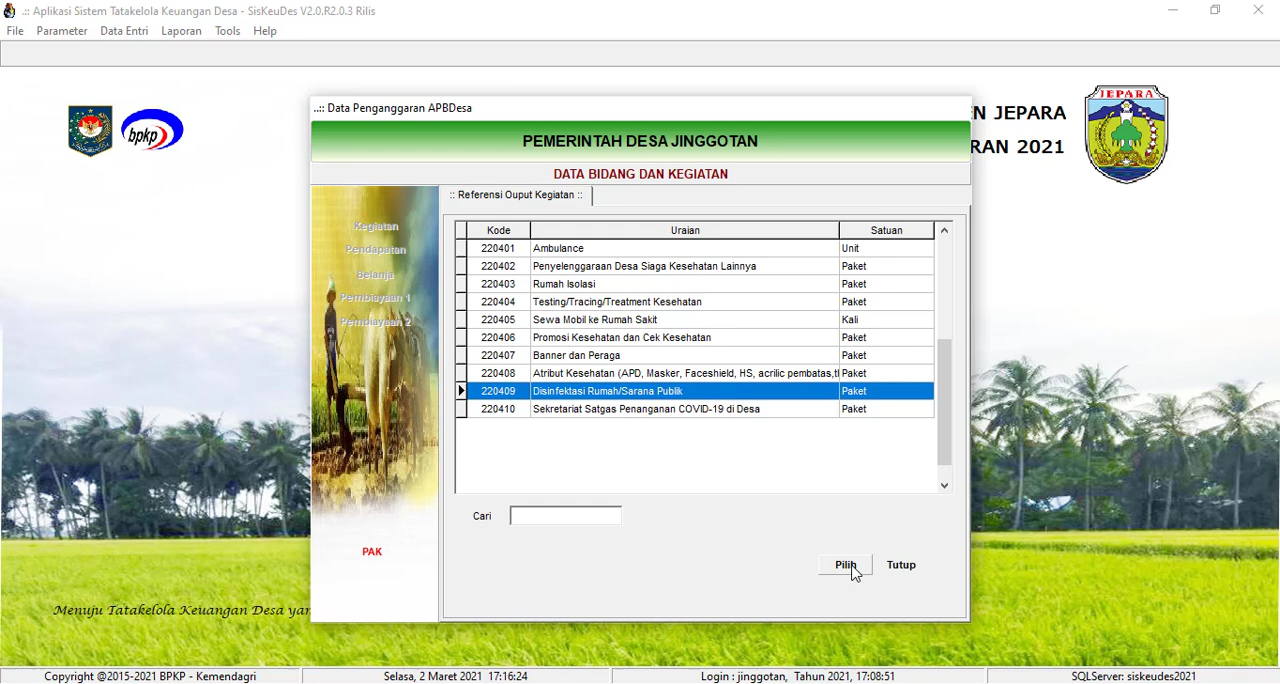 .:: Aplikasi Sistem Tatakelola Keuangan Desa - SisKeuDes V2.0.R2.0.3 Rilis
File Parameter Data Entri Laporan Tools Help
bpkp
N JEPARA
RAN 2021
JEPARA
..:: Data Penganggaran APBDesa
PEMERINTAH DESA JINGGOTAN
DATA BIDANG DAN KEGIATAN
Kegiatan
Pendapatan
Belanja
Pembiayaan 1
Pembiayaan 2
PAK
:: Referensi Ouput Kegiatan ::
Kode Uraian Satuan
220401 Ambulance Unit
220402 Penyelenggaraan Desa Siaga Kesehatan Lainnya Paket
220403 Rumah Isolasi Paket
220404 Testing/Tracing/Treatment Kesehatan Paket
220405 Sewa Mobil ke Rumah Sakit Kali
220406 Promosi Kesehatan dan Cek Kesehatan Paket
220407 Banner dan Peraga Paket
220408 Atribut Kesehatan (APD, Masker, Faceshield, HS, acrilic pembatas, Paket
220409 Disinfektasi Rumah/Sarana Publik Paket
220410 Sekretariat Satgas Penanganan COVID-19 di Desa Paket
Cari
Pilih Tutup
Menuju Tatakelola Keuangan Desa yan
Copyright @2015-2021 BPKP - Kemendagri Selasa, 2 Maret 2021 17:16:24 Login : jinggotan, Tahun 2021, 17:08:51 SQLServer: siskeudes2021